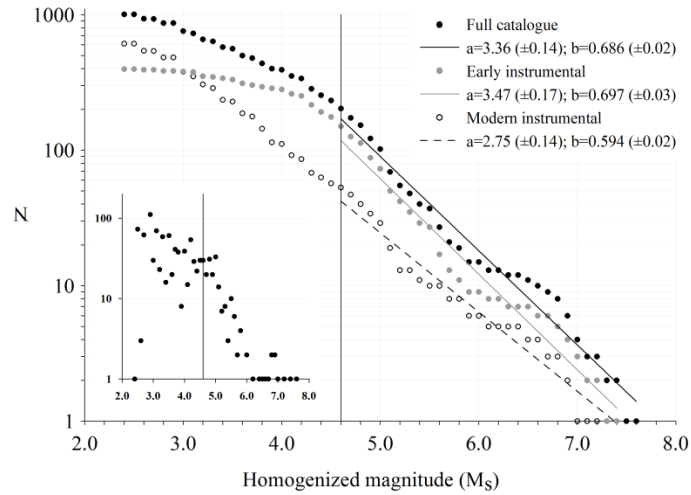 1000
100
10
1
N
Full catalogue
a=3.36 (±0.14); b=0.686 (±0.02)
Early instrumental
a=3.47 (±0.17); b=0.697 (±0.03)
Modern instrumental
a=2.75 (±0.14); b=0.594 (±0.02)
100
10
1
2.0 3.0 4.0 5.0 6.0 7.0 8.0
2.0 3.0 4.0 5.0 6.0 7.0 8.0
Homogenized magnitude (MS)